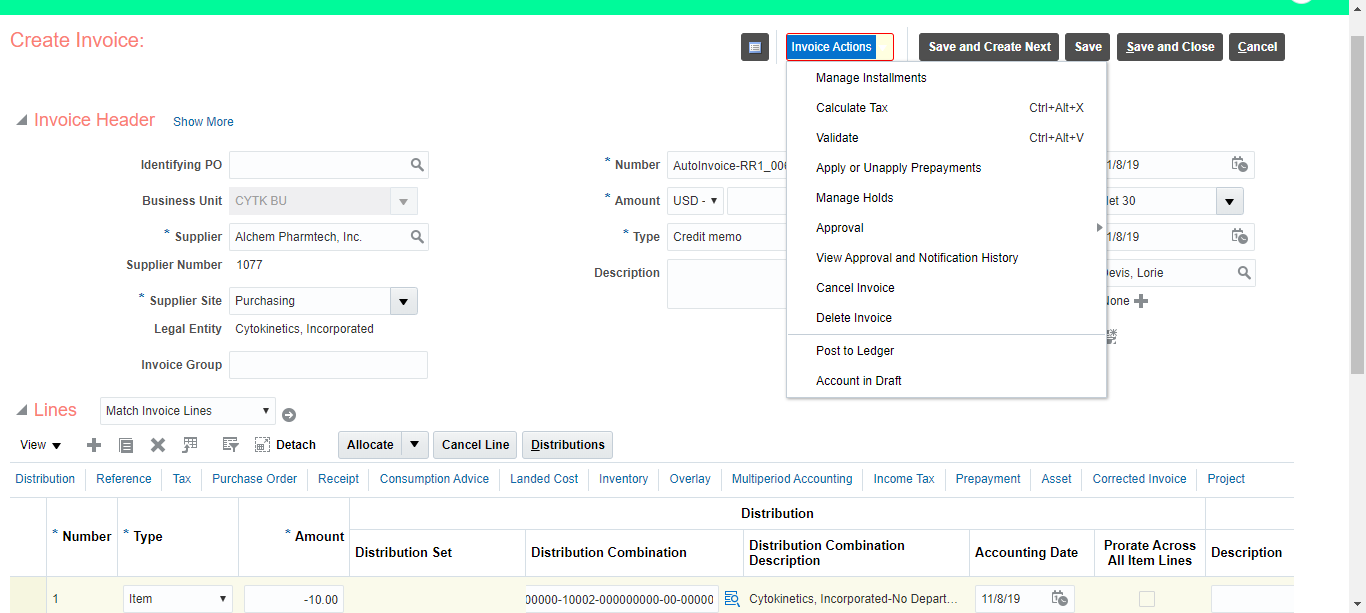 Create Invoice:
Invoice Actions
Save and Create Next
Save
Save and Close
Cancel
Manage Installments
Calculate Tax Ctrl+Alt+X
Validate Ctrl+Alt+V
Apply or Unapply Prepayments
Manage Holds
Approval
View Approval and Notification History
Cancel Invoice
Delete Invoice
Post to Ledger
Account in Draft
Invoice Header
Show More
Identifying PO
Business Unit CYTK BU
* Supplier Alchem Pharmtech, Inc.
Supplier Number 1077
* Supplier Site Purchasing
Legal Entity Cytokinetics, Incorporated
Invoice Group
* Number AutoInvoice-RR1_006
* Amount USD -
* Type Credit memo
Description
1/8/19
et 30
1/8/19
evis, Lorie
one
Lines
Match Invoice Lines
View
Detach
Allocate
Cancel Line
Distributions
Distribution
Reference
Tax
Purchase Order
Receipt
Consumption Advice
Landed Cost
Inventory
Overlay
Multiperiod Accounting
Income Tax
Prepayment
Asset
Corrected Invoice
Project
Distribution
* Number
* Type
* Amount
Distribution Set
Distribution Combination
Distribution Combination
Description
Accounting Date
Prorate Across
All Item Lines
Description
1
Item
-10.00
00000-10002-000000000-00-00000
Cytokinetics, Incorporated-No Depart...
11/8/19